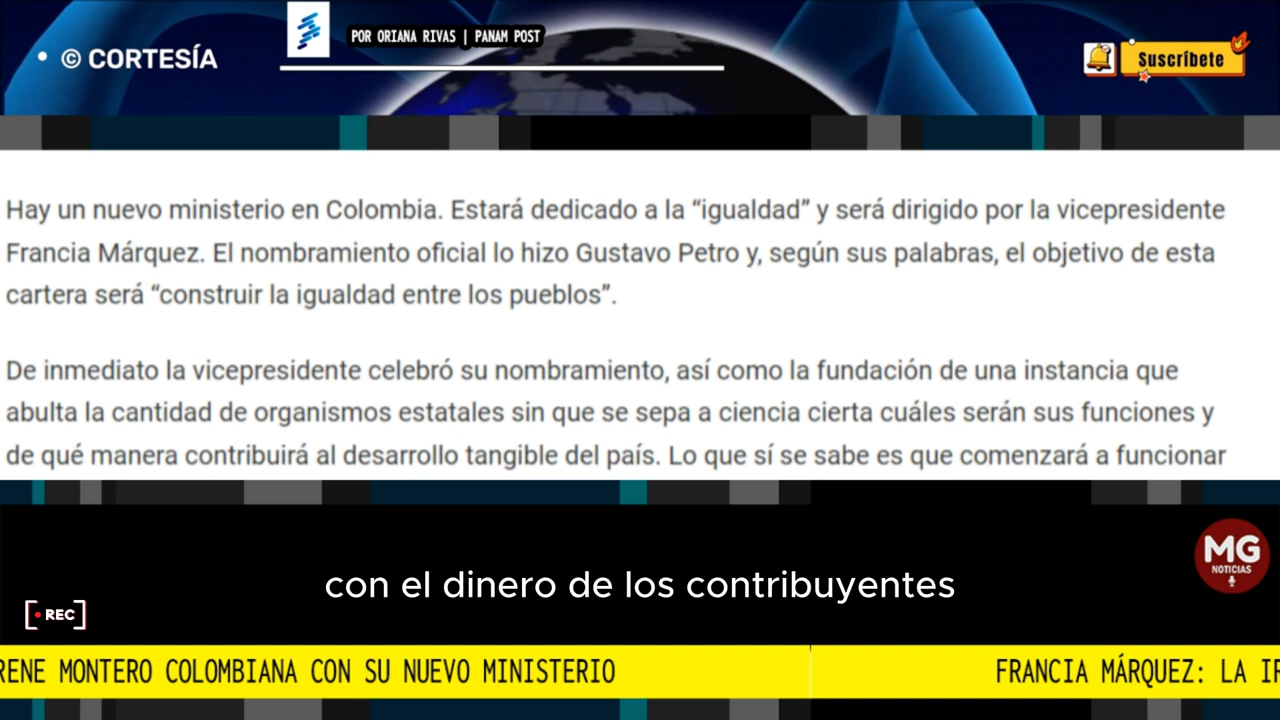 • © CORTESÍA
POR ORIANA RIVAS | PANAM POST
Suscríbete
Hay un nuevo ministerio en Colombia. Estará dedicado a la “igualdad” y será dirigido por la vicepresidente
Francia Márquez. El nombramiento oficial lo hizo Gustavo Petro y, según sus palabras, el objetivo de esta
cartera será “construir la igualdad entre los pueblos”.
De inmediato la vicepresidente celebró su nombramiento, así como la fundación de una instancia que
abulta la cantidad de organismos estatales sin que se sepa a ciencia cierta cuáles serán sus funciones y
de qué manera contribuirá al desarrollo tangible del país. Lo que sí se sabe es que comenzará a funcionar
MG
NOTICIAS
con el dinero de los contribuyentes
[• REC]
RENE MONTERO COLOMBIANA CON SU NUEVO MINISTERIO
FRANCIA MÁRQUEZ: LA IR